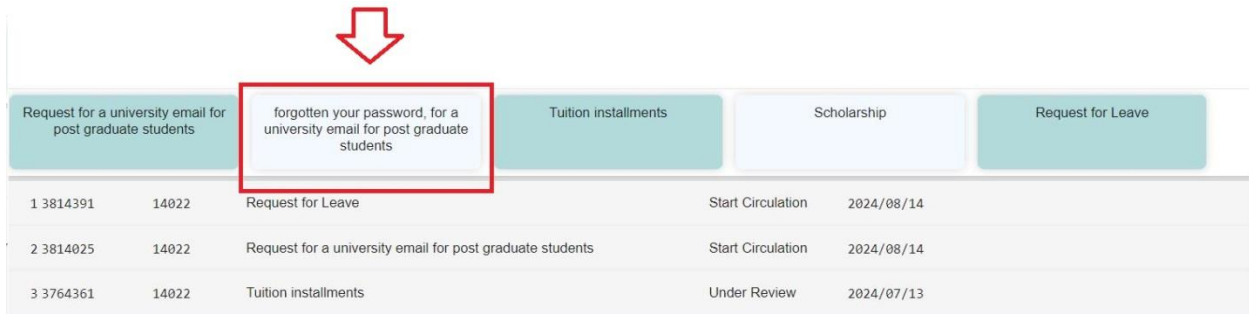 Request for a university email for
post graduate students
forgotten your password, for a
university email for post graduate
students
Tuition installments
Scholarship
Request for Leave
1 3814391 14022 Request for Leave Start Circulation 2024/08/14
2 3814025 14022 Request for a university email for post graduate students Start Circulation 2024/08/14
3 3764361 14022 Tuition installments Under Review 2024/07/13